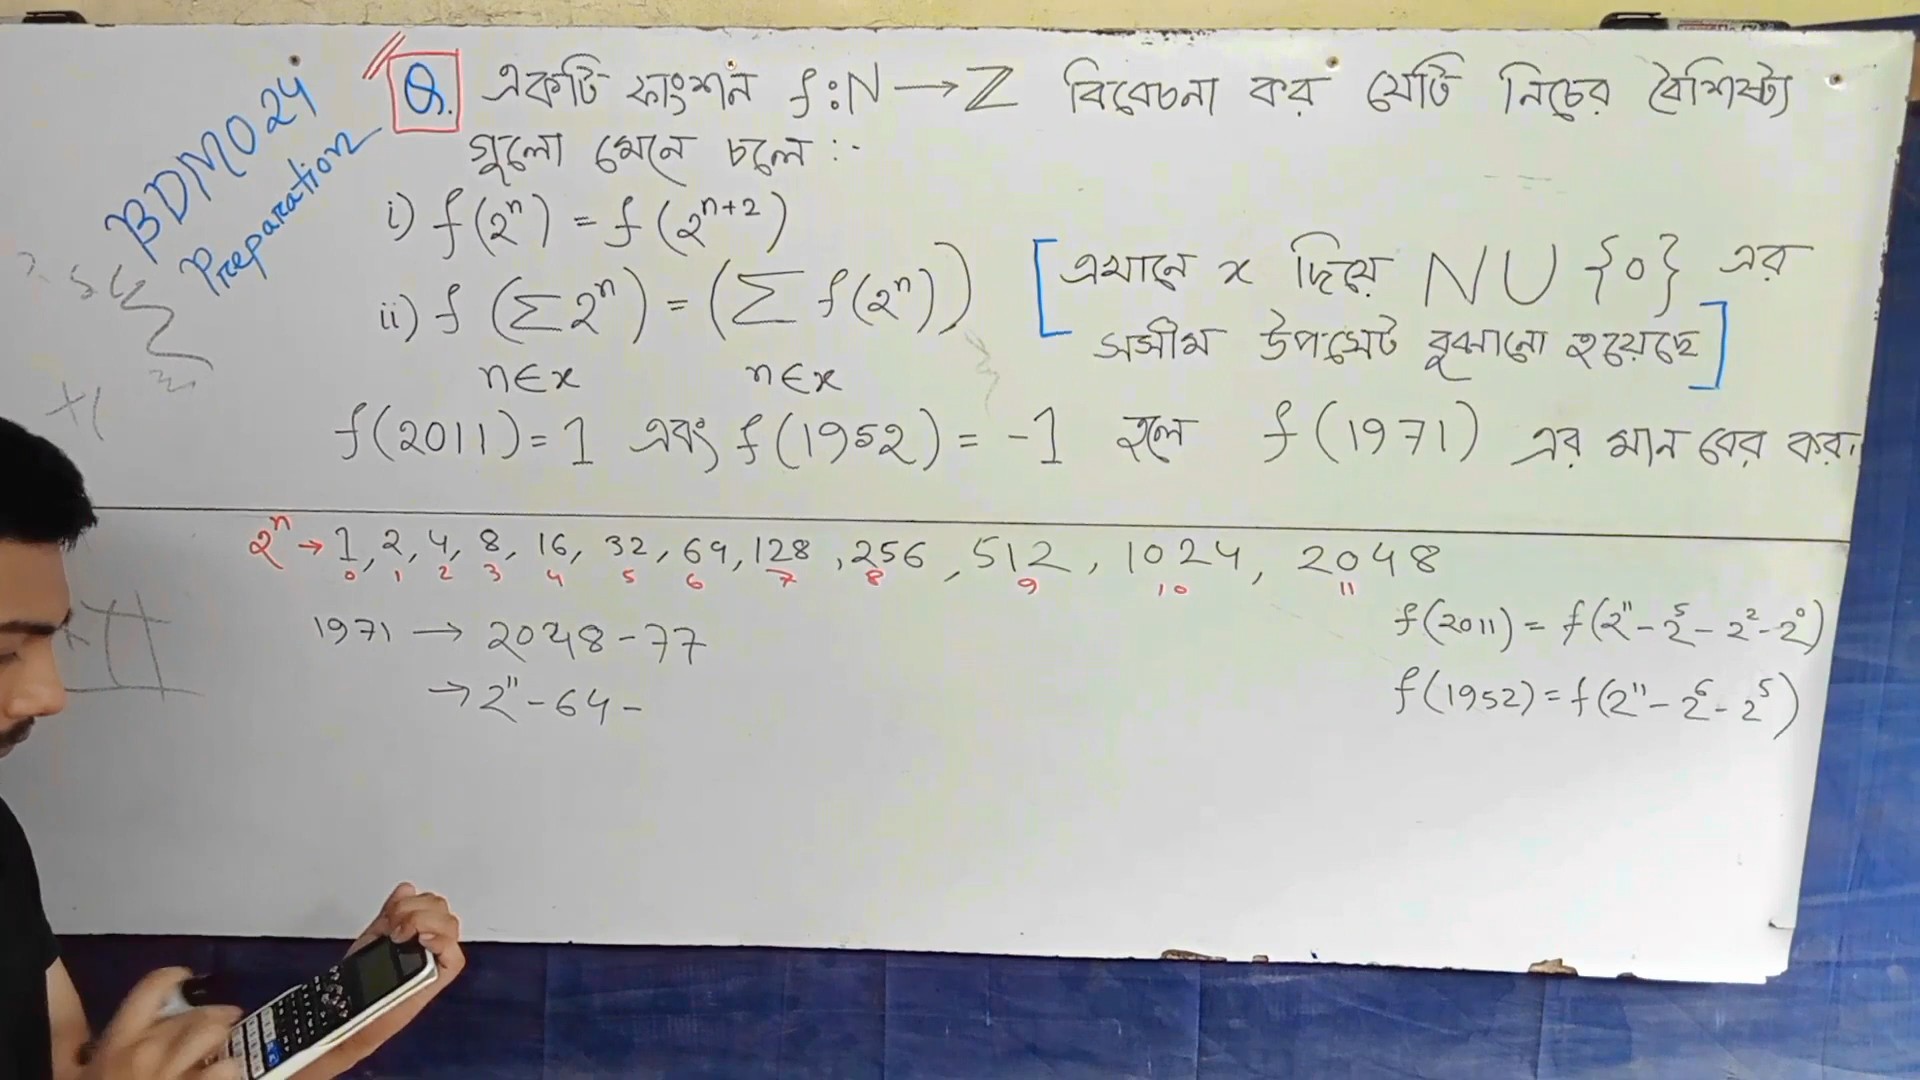 BDMO 24
Preparation
Q. একটি ফাংশন f:N→Z বিবেচনা কর যেটি নিচের বৈশিষ্ট্য
গুলো মেনে চলে :-
i) f(2ⁿ) = f(2ⁿ⁺²)
ii) f (∑2ⁿ) = (∑ f(2ⁿ))
n∈x n∈x
[এখানে x দিয়ে NU{0} এর
সসীম উপসেট বুঝানো হয়েছে]
f(2011) = 1 এবং f(1952) = -1 হলে f(1971) এর মান বের কর।
2ⁿ → 1, 2, 4, 8, 16, 32, 64, 128, 256, 512, 1024, 2048
0 1 2 3 4 5 6 7 8 9 10 11
1971 → 2048-77
→ 2¹¹-64-
f(2011) = f(2¹¹-2⁵-2²-2⁰)
f(1952) = f(2¹¹-2⁶-2⁵)